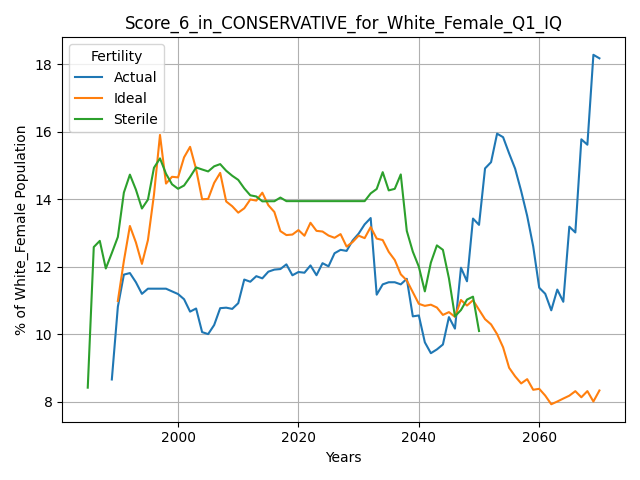 Score_6_in_CONSERVATIVE_for_White_Female_Q1_IQ
Fertility
Actual
Ideal
Sterile
% of White_Female Population
18
16
14
12
10
8
2000
2020
2040
2060
Years